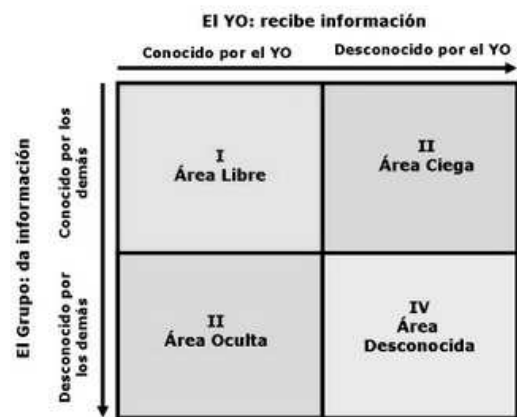 El YO: recibe información
Conocido por el YO
Desconocido por el YO
El Grupo: da información
Conocido por los
demás
Desconocido por
los demás
I
Área Libre
II
Área Ciega
II
Área Oculta
IV
Área
Desconocida